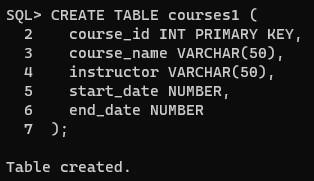 SQL> CREATE TABLE courses1 (
  2    course_id INT PRIMARY KEY,
  3    course_name VARCHAR(50),
  4    instructor VARCHAR(50),
  5    start_date NUMBER,
  6    end_date NUMBER
  7  );
Table created.